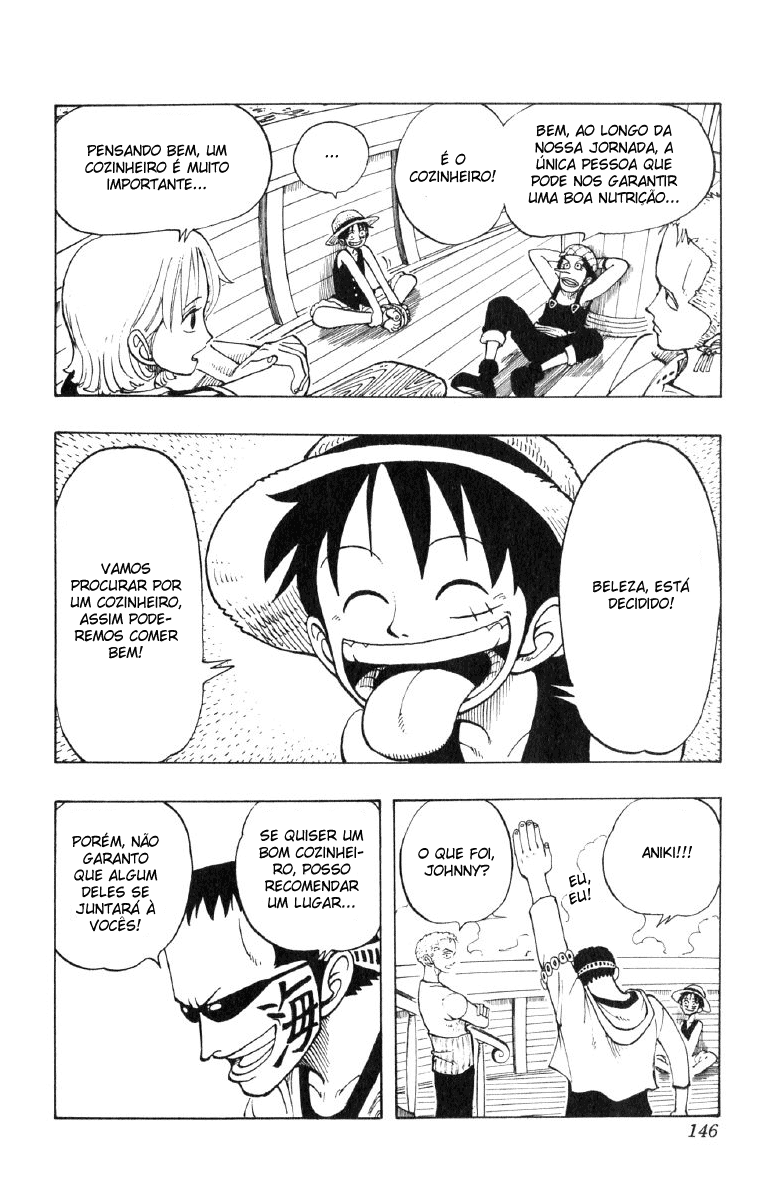 BEM, AO LONGO DA
NOSSA JORNADA, A
ÚNICA PESSOA QUE
PODE NOS GARANTIR
UMA BOA NUTRIÇÃO...
É O
COZINHEIRO!
...
PENSANDO BEM, UM
COZINHEIRO É MUITO
IMPORTANTE...
BELEZA, ESTÁ
DECIDIDO!
VAMOS
PROCURAR POR
UM COZINHEIRO,
ASSIM PODE-
REMOS COMER
BEM!
ANIKI!!!
EU,
EU!
O QUE FOI,
JOHNNY?
SE QUISER UM
BOM COZINHEI-
RO, POSSO
RECOMENDAR
UM LUGAR...
PORÉM, NÃO
GARANTO
QUE ALGUM
DELES SE
JUNTARÁ À
VOCÊS!
海
146